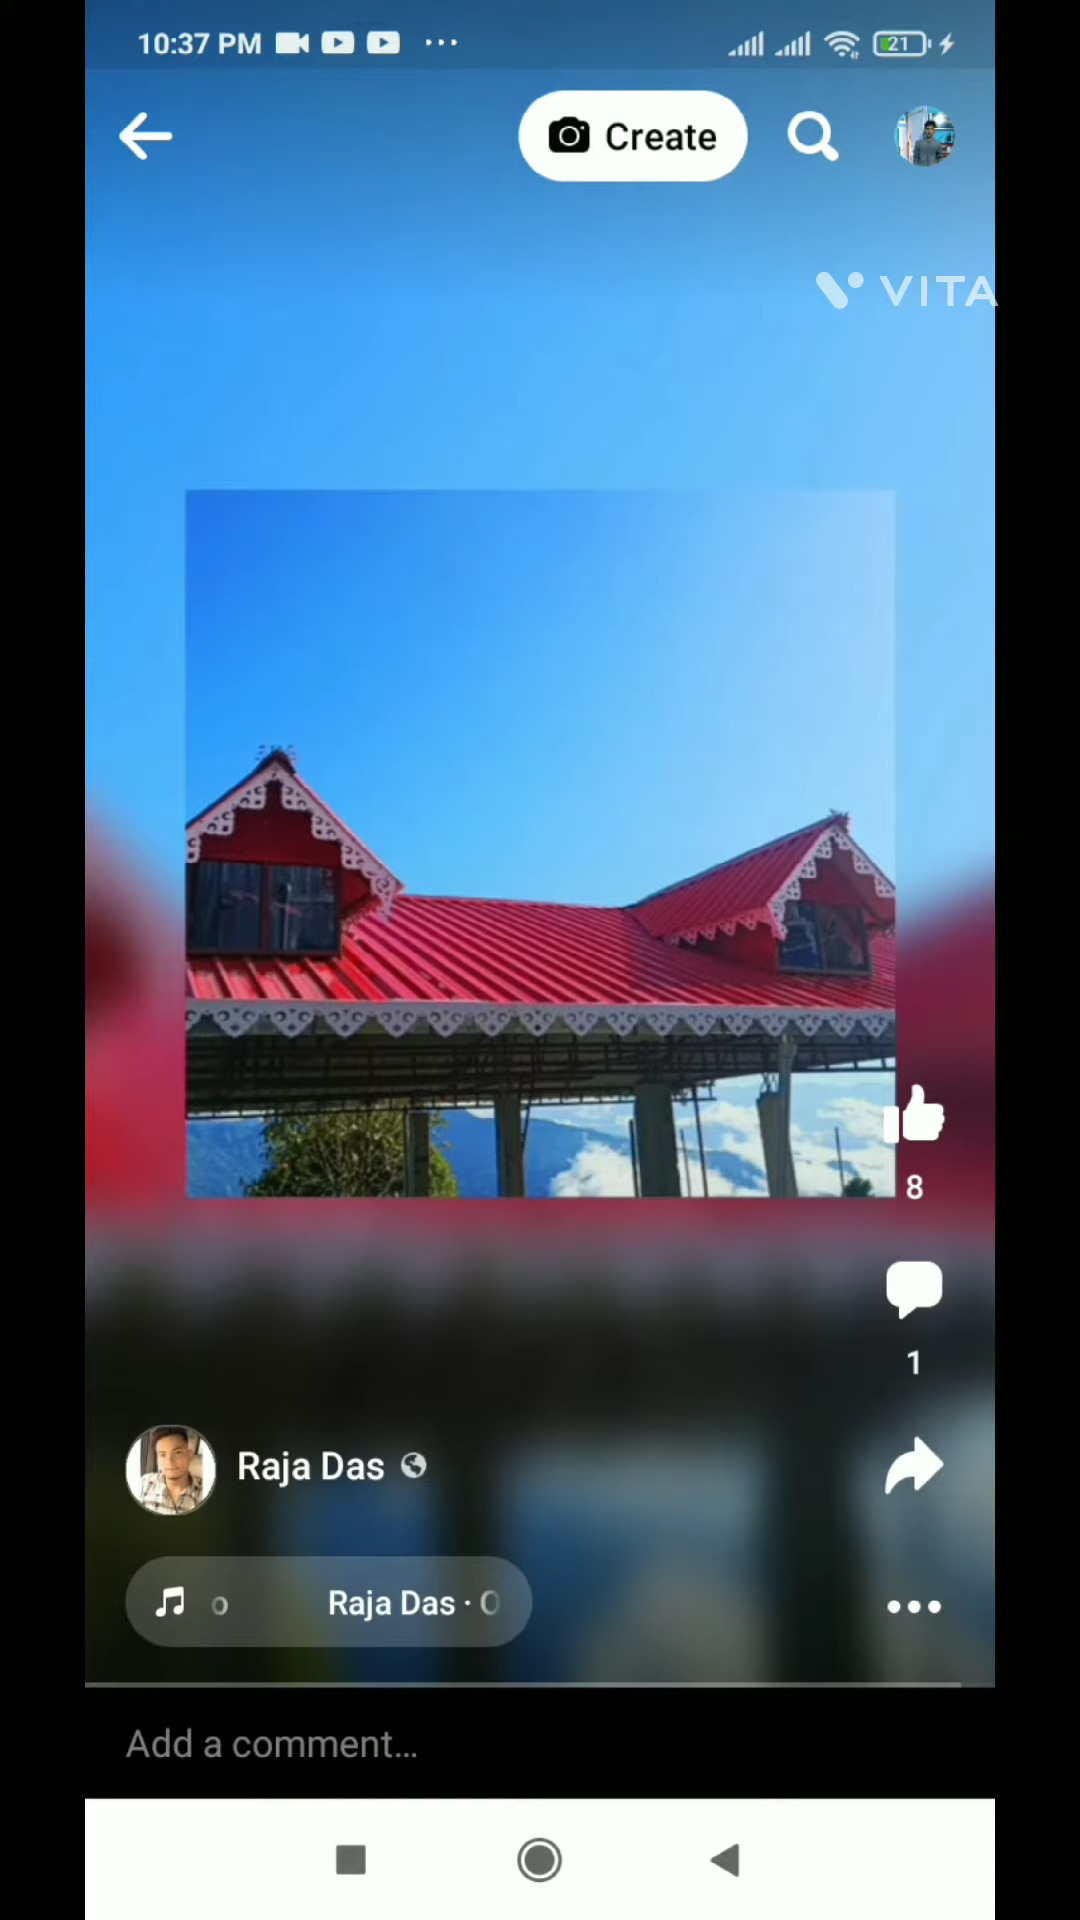 10:37 PM
21
Create
VITA
8
1
Raja Das
o Raja Das · O
Add a comment...